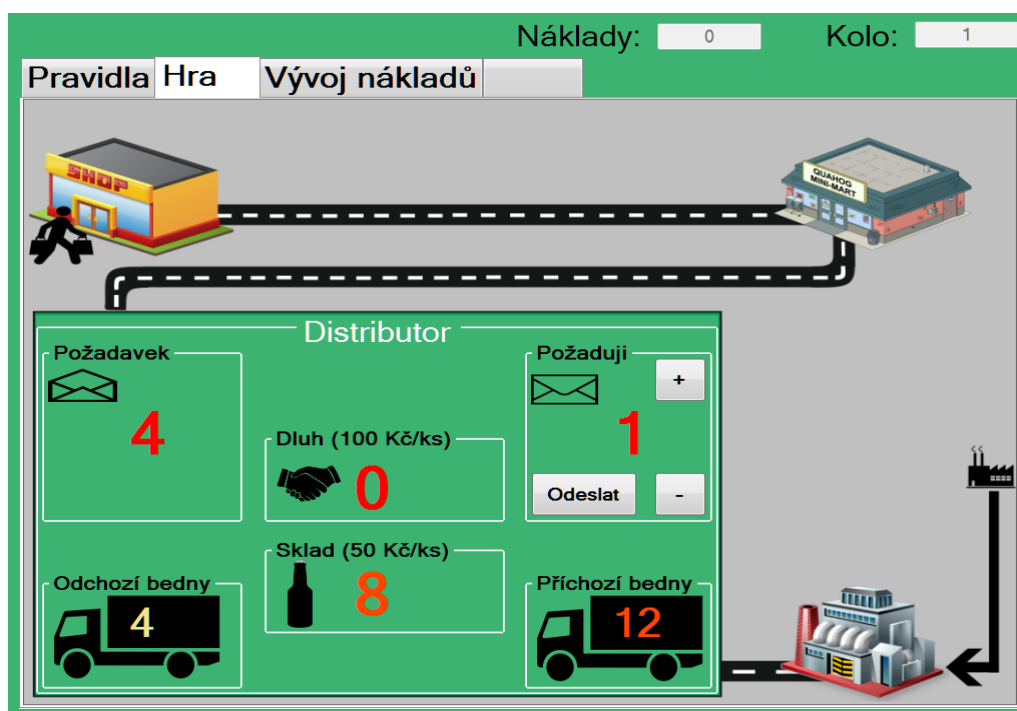 Náklady: 0 Kolo: 1
Pravidla Hra Vývoj nákladů
SHOP
QUAHOG
MINI-MART
Distributor
Požadavek
4
Dluh (100 Kč/ks)
0
Požaduji
+
1
Odeslat -
Sklad (50 Kč/ks)
8
Odchozí bedny
4
Příchozí bedny
12